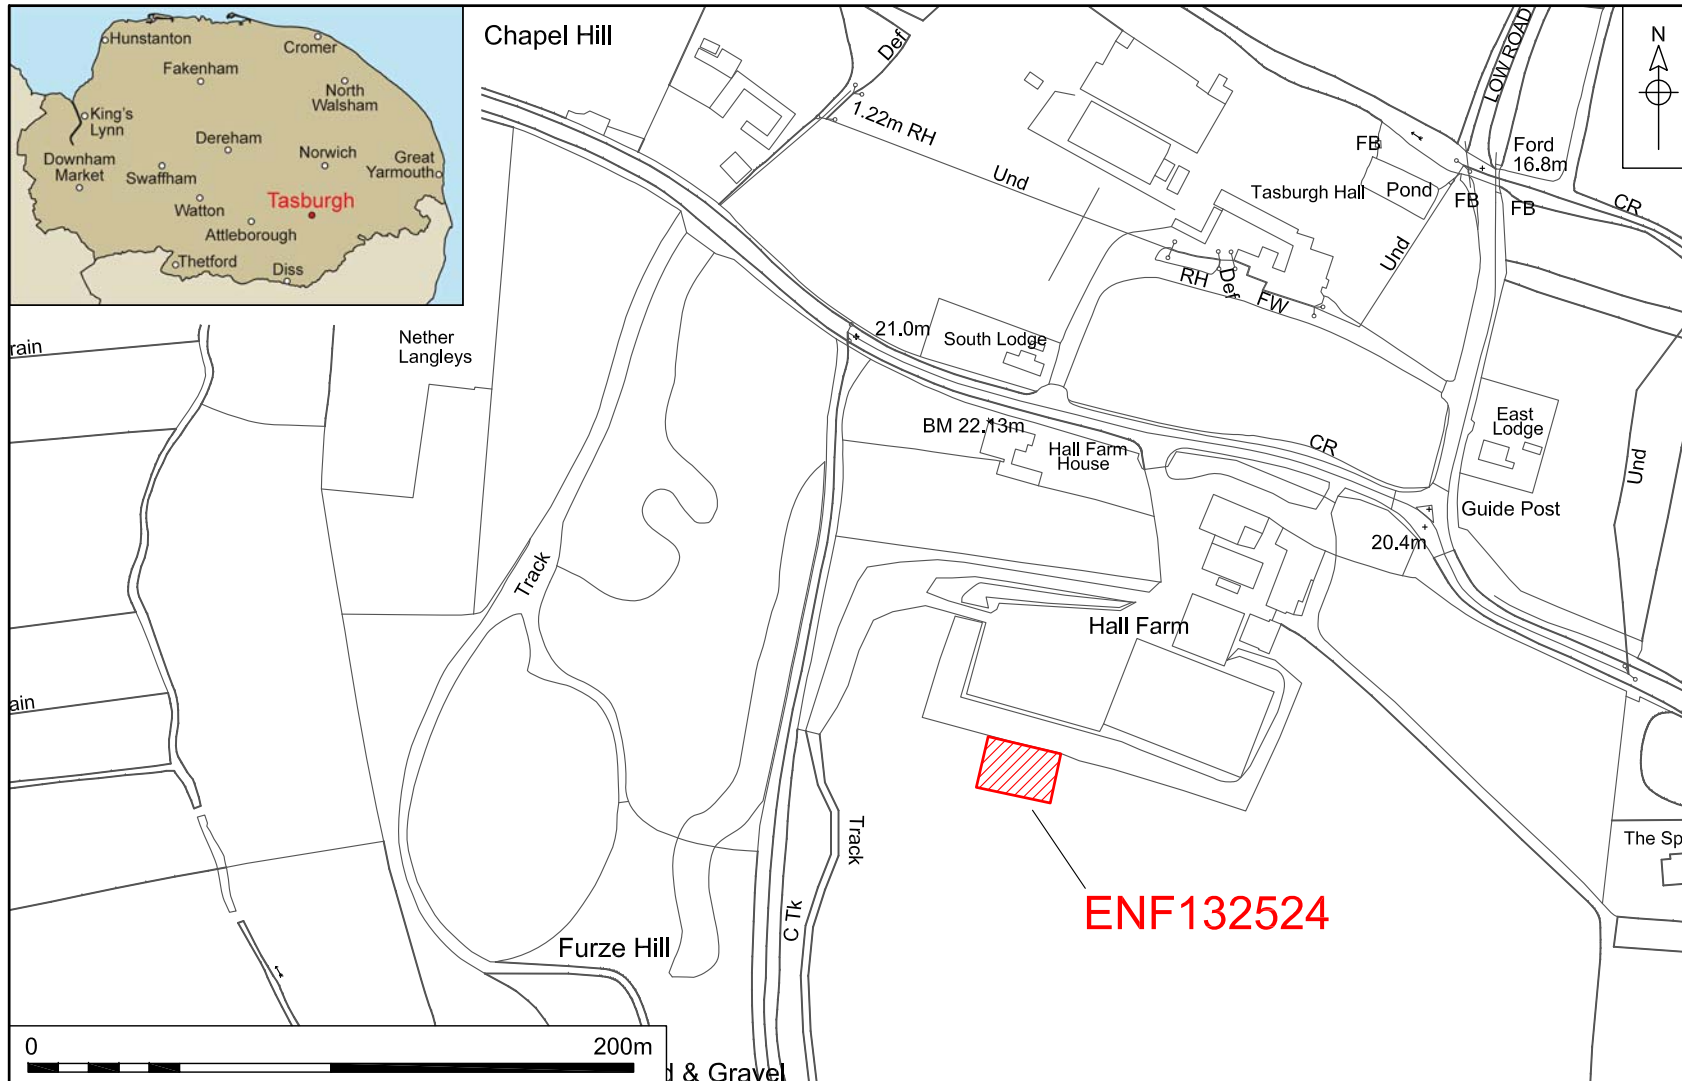 Hunstanton
Cromer
Fakenham
North
Walsham
King's
Lynn
Dereham
Norwich
Great
Yarmouth
Downham
Market
Swaffham
Tasburgh
Watton
Attleborough
Thetford
Diss
Chapel Hill
Def
1.22m RH
Und
LOW ROAD
N
FB
Ford
16.8m
Tasburgh Hall
Pond
FB
FB
CR
Und
RH
Def
FW
21.0m
South Lodge
Nether
Langleys
rain
BM 22.13m
Hall Farm
House
CR
East
Lodge
Und
Guide Post
20.4m
Track
Hall Farm
ain
Track
The Sp
C Tk
ENF132524
Furze Hill
0
200m
d & Gravel